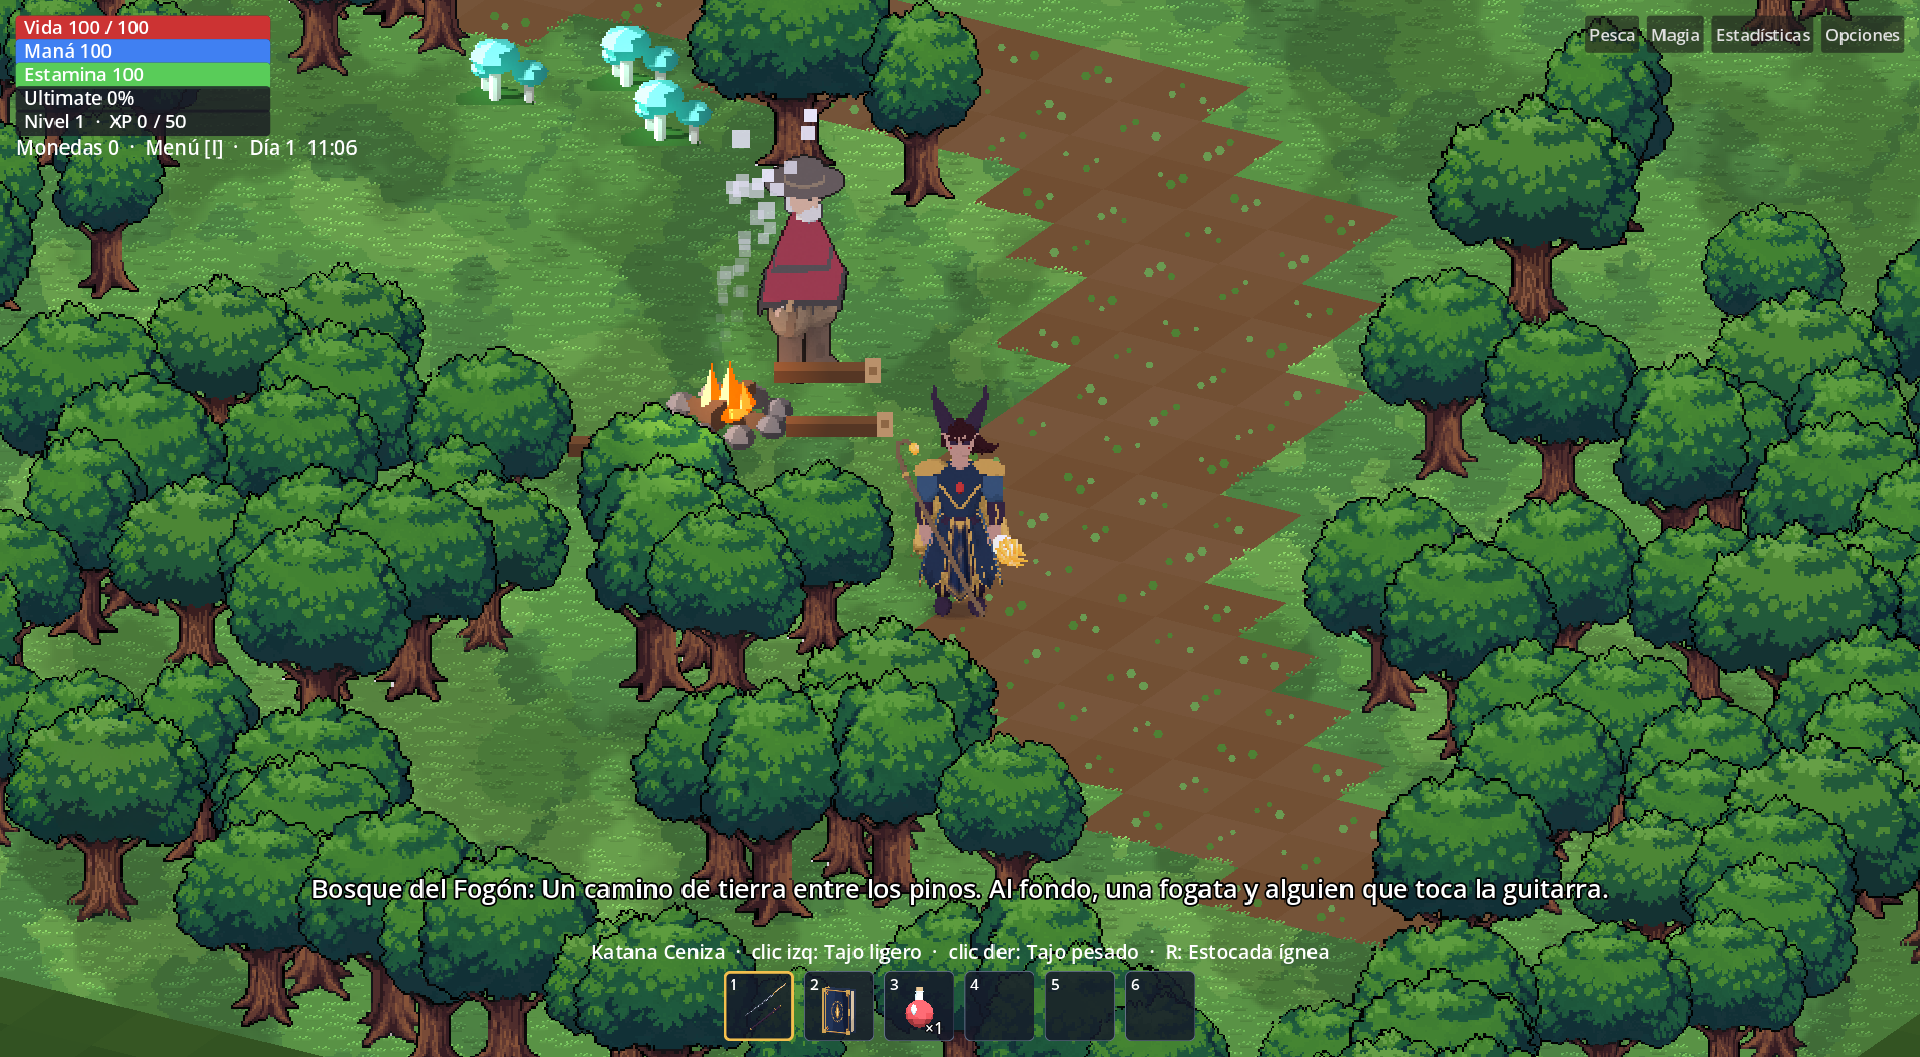 Vida 100 / 100
Maná 100
Estamina 100
Ultimate 0%
Nivel 1 · XP 0 / 50
Monedas 0 · Menú [I] · Día 1 11:06
Pesca Magia Estadísticas Opciones
Bosque del Fogón: Un camino de tierra entre los pinos. Al fondo, una fogata y alguien que toca la guitarra.
Katana Ceniza · clic izq: Tajo ligero · clic der: Tajo pesado · R: Estocada ígnea
1 2 3 4 5 6
×1